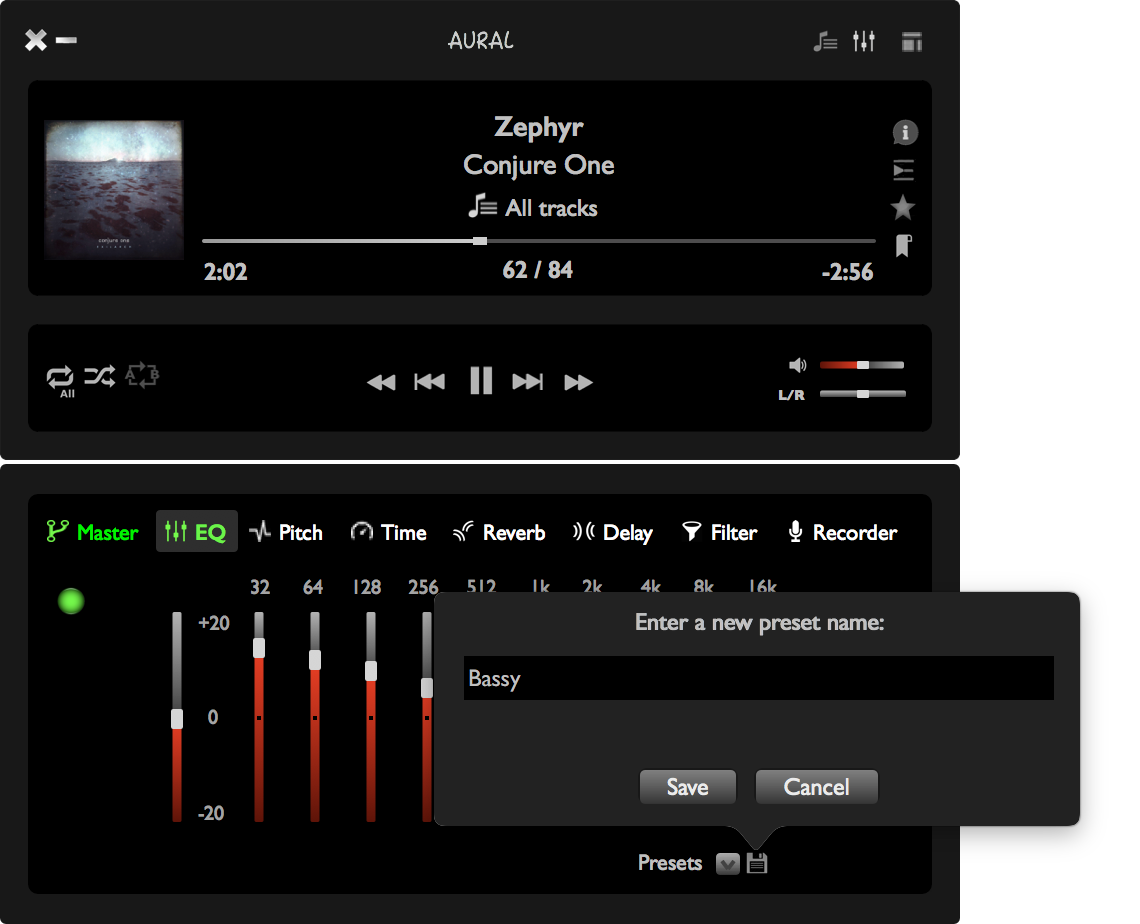 AURAL
Zephyr
Conjure One
All tracks
2:02 62 / 84 -2:56
conjure one
All A B
L/R
Master EQ Pitch Time Reverb Delay Filter Recorder
32 64 128 256 512 1k 2k 4k 8k 16k
+20
0
-20
Enter a new preset name:
Bassy
Save Cancel
Presets